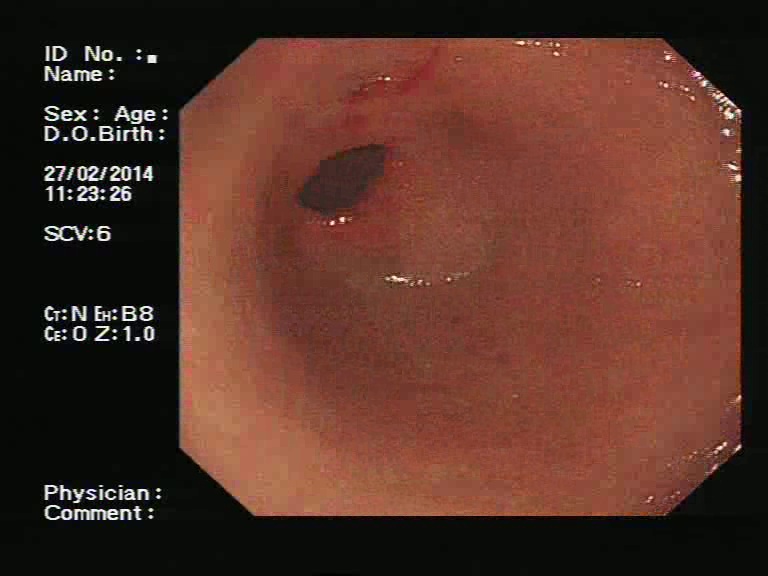 ID No. :
Name:
Sex: Age:
D.O.Birth:
27/02/2014
11:23:26
SCV:6
CT:N EH:B8
CE:0 Z:1.0
Physician:
Comment: